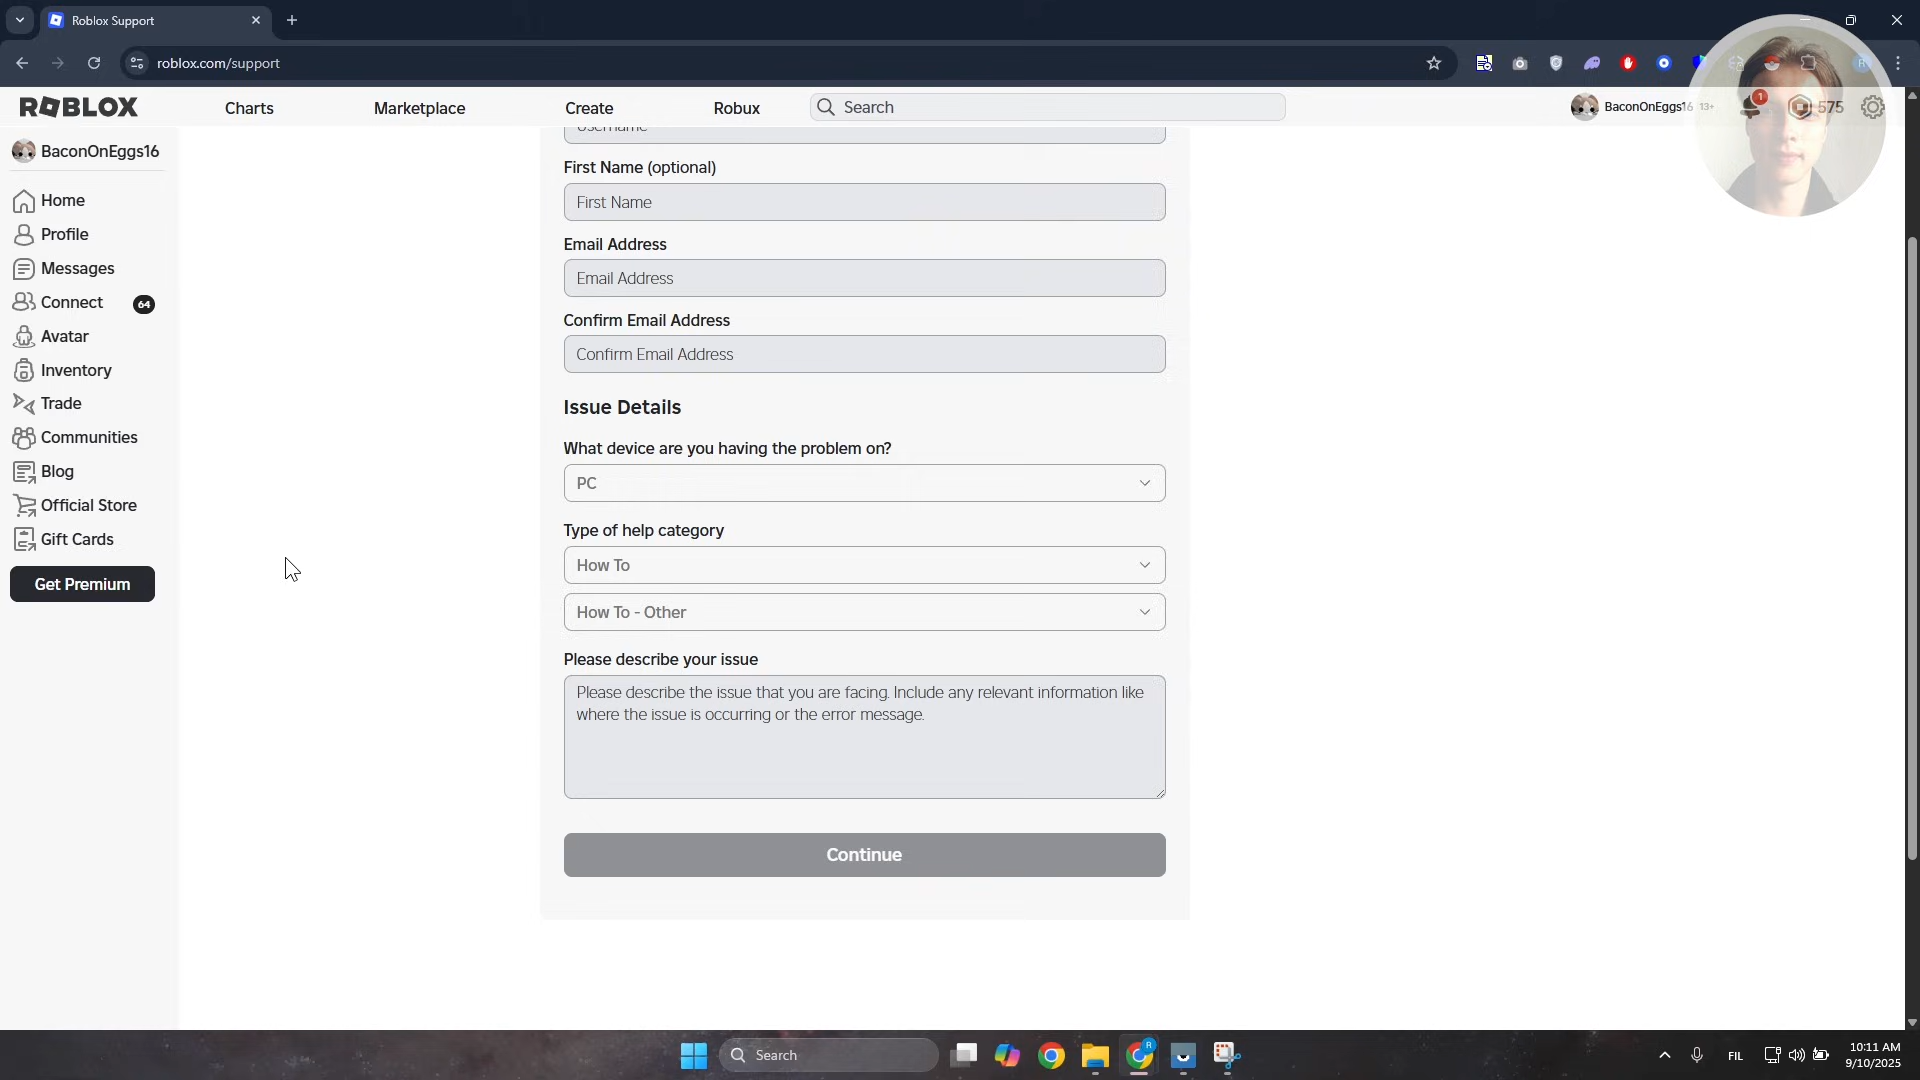 Roblox Support
roblox.com/support
ROBLOX
Charts
Marketplace
Create
Robux
Search
BaconOnEggs16 13+
1
575
BaconOnEggs16
Home
Profile
Messages
Connect
64
Avatar
Inventory
Trade
Communities
Blog
Official Store
Gift Cards
Get Premium
Username
First Name (optional)
First Name
Email Address
Email Address
Confirm Email Address
Confirm Email Address
Issue Details
What device are you having the problem on?
PC
Type of help category
How To
How To - Other
Please describe your issue
Please describe the issue that you are facing. Include any relevant information like
where the issue is occurring or the error message.
Continue
Search
R
FIL
10:11 AM
9/10/2025